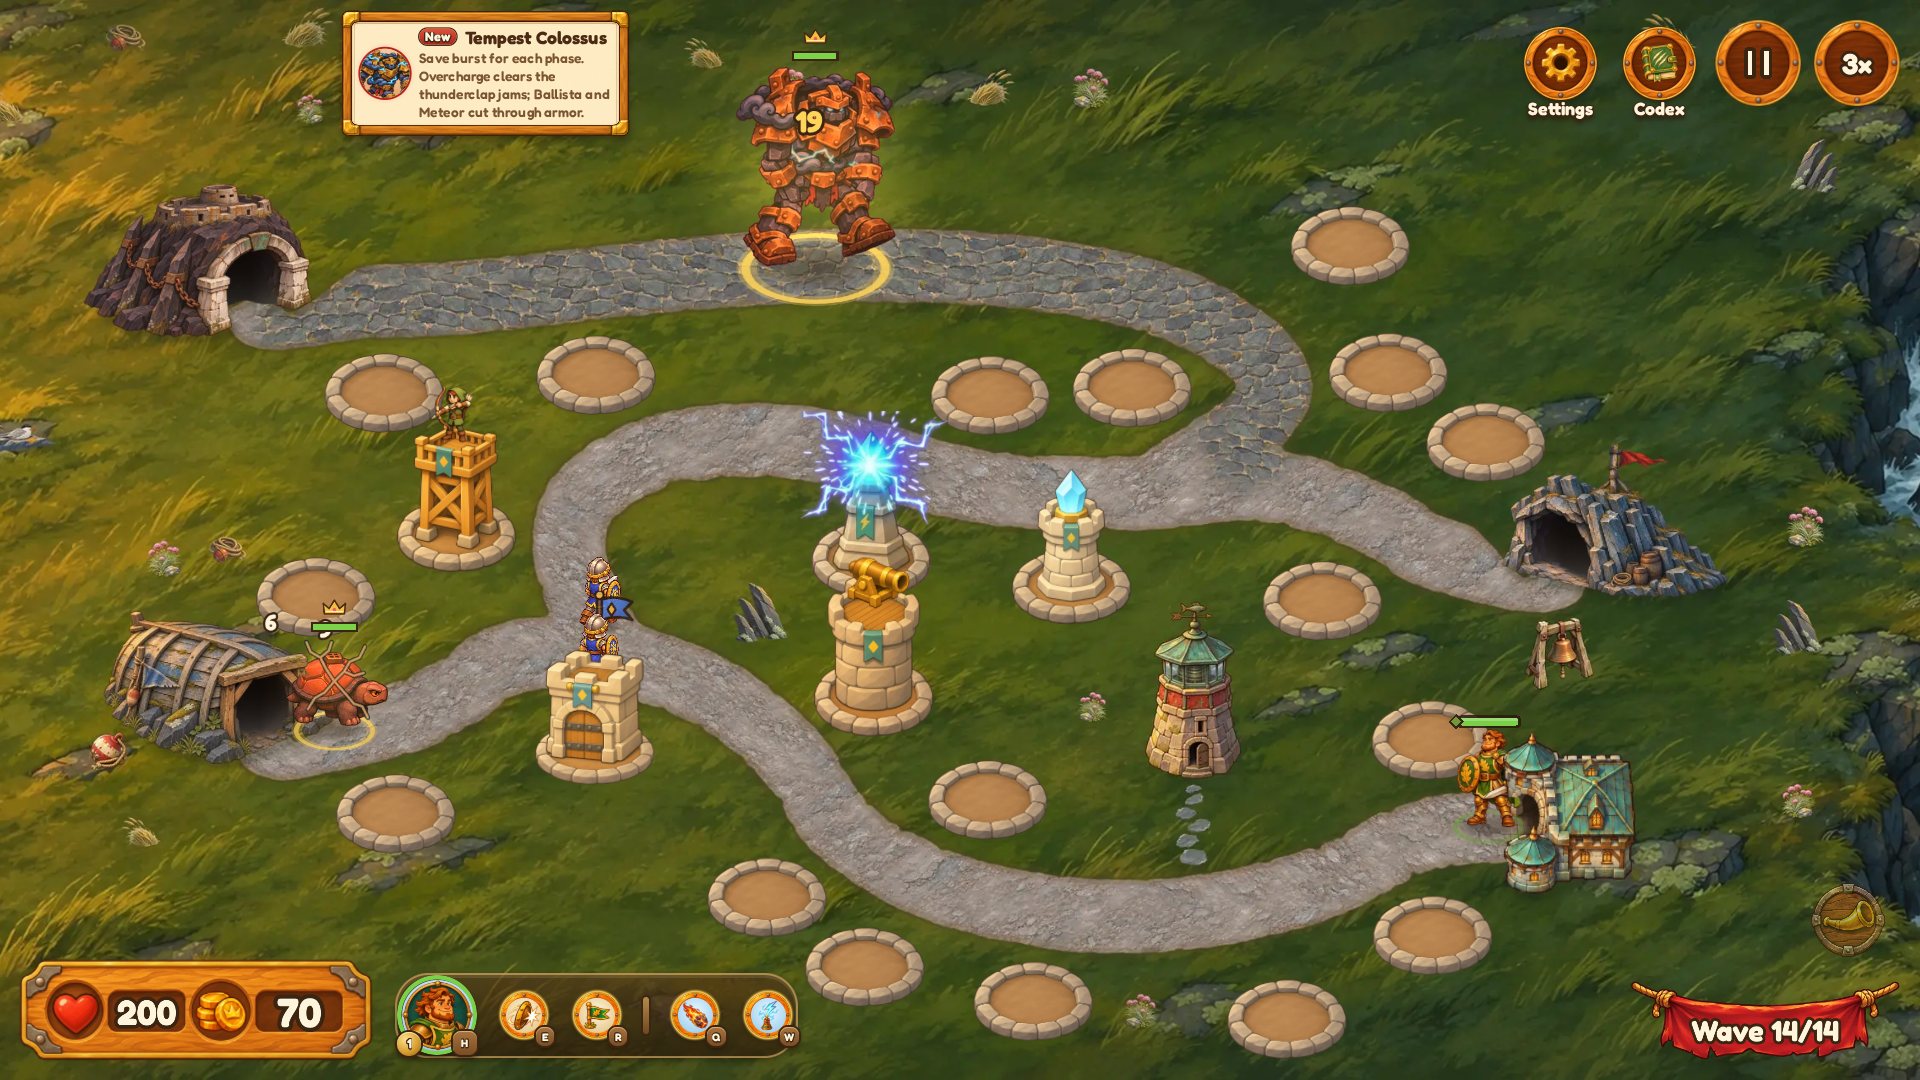 New Tempest Colossus
Save burst for each phase.
Overcharge clears the
thunderclap jams; Ballista and
Meteor cut through armor.
19
Settings
Codex
3x
6
200
70
1
H
E
R
Q
W
Wave 14/14